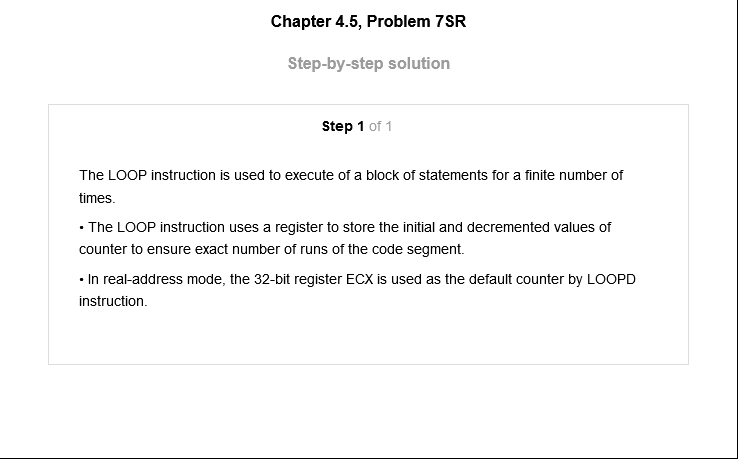 Chapter 4.5, Problem 7SR
Step-by-step solution
Step 1 of 1
The LOOP instruction is used to execute of a block of statements for a finite number of
times.
• The LOOP instruction uses a register to store the initial and decremented values of
counter to ensure exact number of runs of the code segment.
• In real-address mode, the 32-bit register ECX is used as the default counter by LOOPD
instruction.